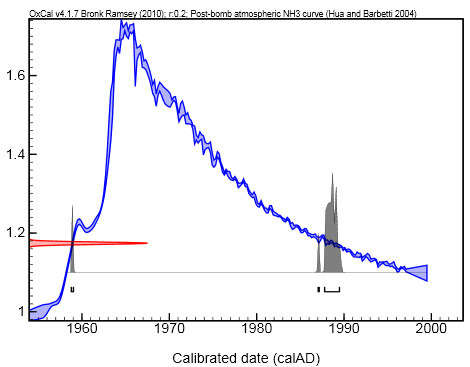 OxCal v4.1.7 Bronk Ramsey (2010); r:0.2; Post-bomb atmospheric NH3 curve (Hua and Barbetti 2004)
1.6
1.4
1.2
1
1960 1970 1980 1990 2000
Calibrated date (calAD)